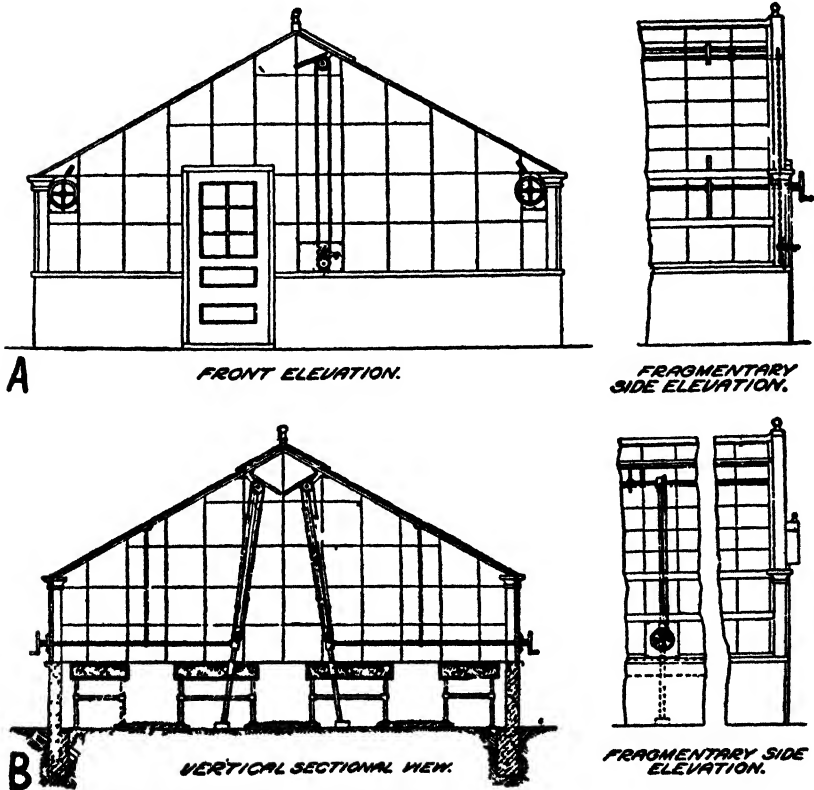 A
FRONT ELEVATION.
FRAGMENTARY
SIDE ELEVATION.
B
VERTICAL SECTIONAL VIEW.
FRAGMENTARY SIDE
ELEVATION.